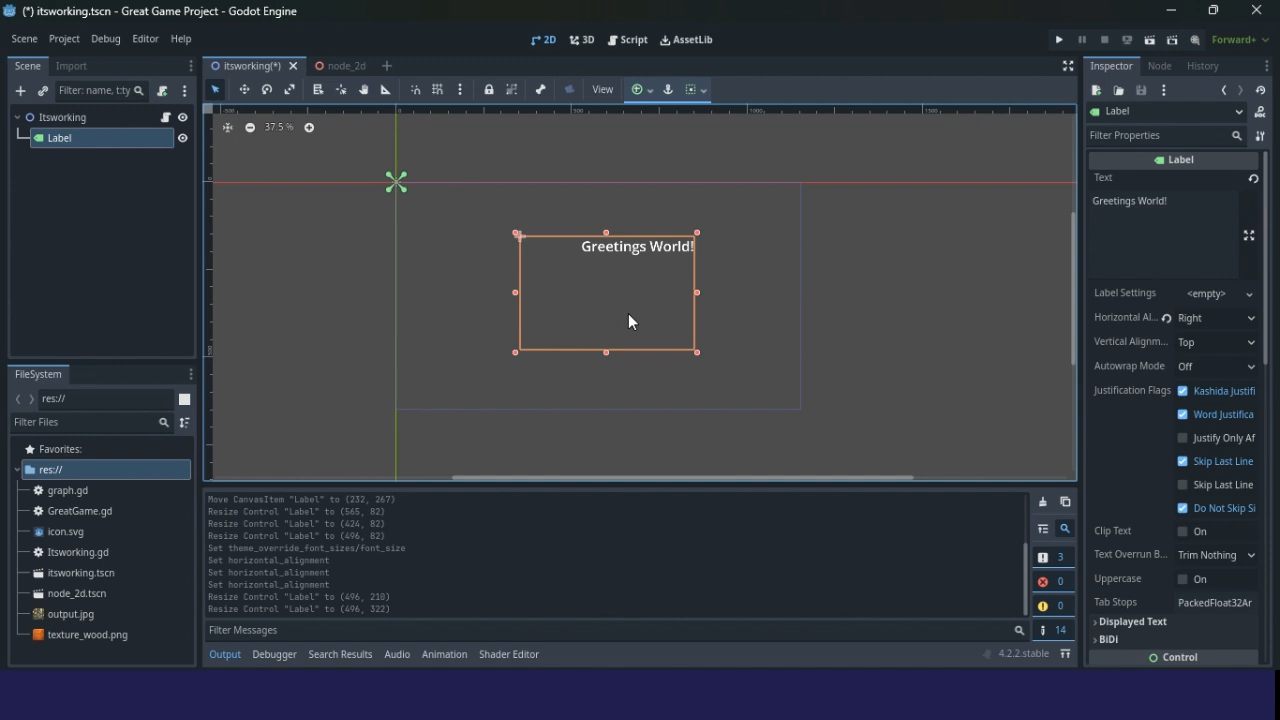 (*) itsworking.tscn - Great Game Project - Godot Engine
Scene Project Debug Editor Help
2D 3D Script AssetLib
Forward+
Scene Import
itsworking(*) node_2d
Inspector Node History
Filter: name, t:ty
View
Itsworking
Label
37.5 %
0 500 1000 1500
Greetings World!
Label
Filter Properties
Label
Text
Greetings World!
Label Settings <empty>
Horizontal Al... Right
Vertical Alignm... Top
Autowrap Mode Off
Justification Flags Kashida Justifi
Word Justifica
Justify Only Af
Skip Last Line
Skip Last Line
Do Not Skip Si
Clip Text On
Text Overrun B... Trim Nothing
Uppercase On
Tab Stops PackedFloat32Ar
Displayed Text
BiDi
Control
FileSystem
res://
Filter Files
Favorites:
res://
graph.gd
GreatGame.gd
icon.svg
Itsworking.gd
itsworking.tscn
node_2d.tscn
output.jpg
texture_wood.png
Move CanvasItem "Label" to (232, 267)
Resize Control "Label" to (565, 82)
Resize Control "Label" to (424, 82)
Resize Control "Label" to (496, 82)
Set theme_override_font_sizes/font_size
Set horizontal_alignment
Set horizontal_alignment
Set horizontal_alignment
Resize Control "Label" to (496, 210)
Resize Control "Label" to (496, 322)
3
0
0
14
Filter Messages
Output Debugger Search Results Audio Animation Shader Editor
4.2.2.stable